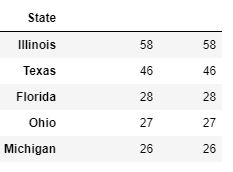 State
Illinois 58 58
Texas 46 46
Florida 28 28
Ohio 27 27
Michigan 26 26